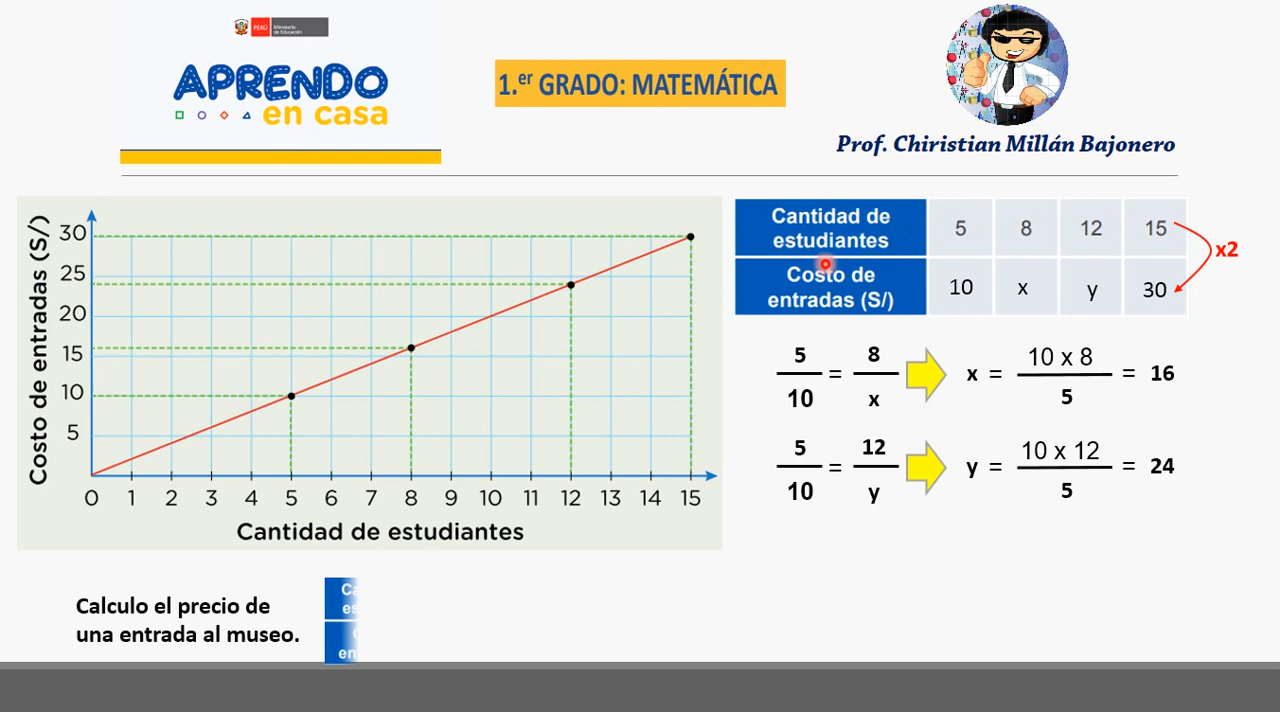 PERÚ
Ministerio
de Educación
APRENDO
en casa
1.er GRADO: MATEMÁTICA
Prof. Chiristian Millán Bajonero
Costo de entradas (S/)
30
25
20
15
10
5
0 1 2 3 4 5 6 7 8 9 10 11 12 13 14 15
Cantidad de estudiantes
Cantidad de
estudiantes
5 8 12 15
Costo de
entradas (S/)
10 x y 30
x2
5 8 10 x 8
= x = = 16
10 x 5
5 12 10 x 12
= y = = 24
10 y 5
Calculo el precio de
una entrada al museo.